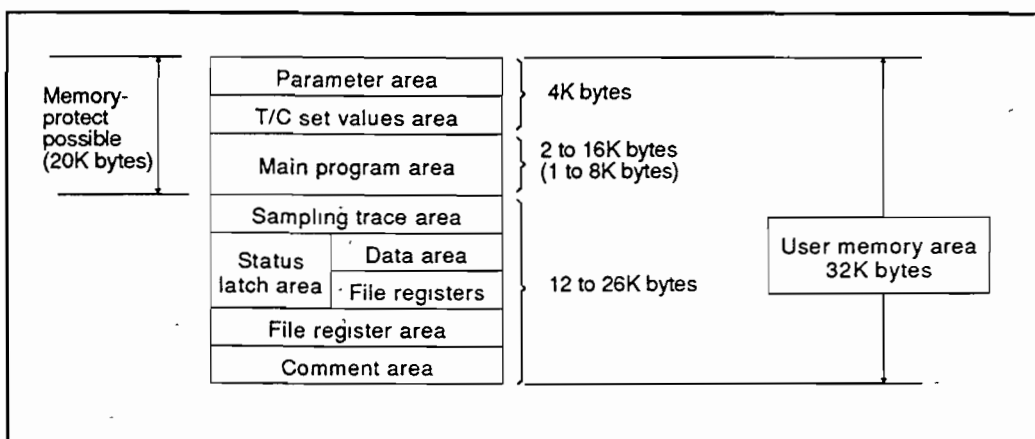 Memory-
protect
possible
(20K bytes)
Parameter area
T/C set values area
Main program area
Sampling trace area
Status
latch area
Data area
File registers
File register area
Comment area
4K bytes
2 to 16K bytes
(1 to 8K bytes)
12 to 26K bytes
User memory area
32K bytes